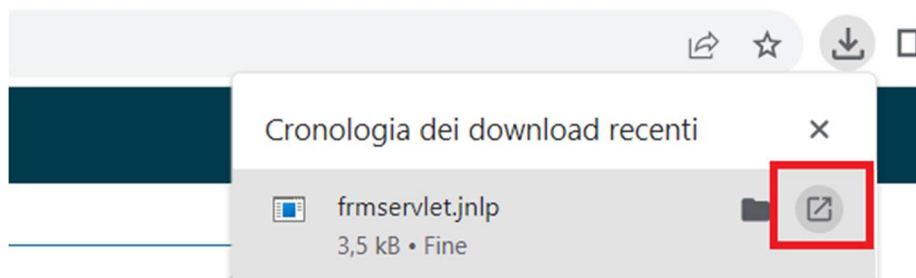 Cronologia dei download recenti
frmservlet.jnlp
3,5 kB • Fine